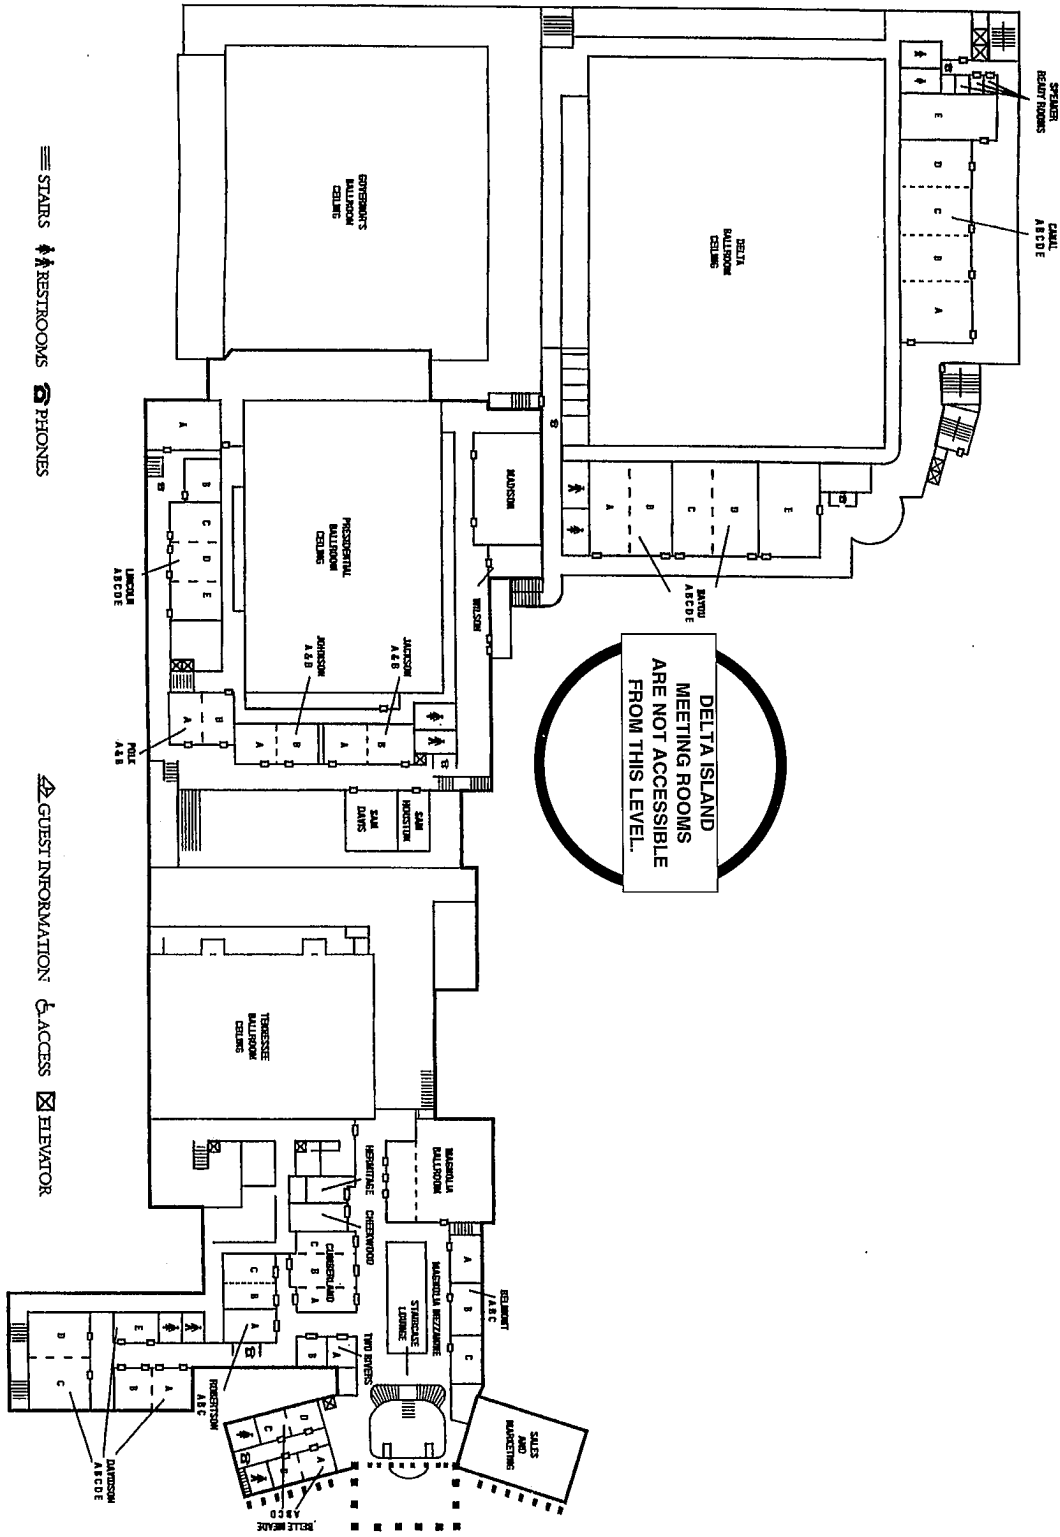 SPEAKER
READY ROOMS
CANAL
A B C D E
E
D
C
B
A
GOVERNOR'S
BALLROOM
CEILING
DELTA
BALLROOM
CEILING
STAIRS
RESTROOMS
PHONES
A
B
C
D
E
LINCOLN
A B C D E
PRESIDENTIAL
BALLROOM
CEILING
MADISON
WILSON
A
B
C
D
E
BAYOU
A B C D E
JOHNSON
A & B
JACKSON
A & B
A
B
POLK
A & B
A
B
A
B
SAM
DAVIS
SAM
HOUSTON
DELTA ISLAND
MEETING ROOMS
ARE NOT ACCESSIBLE
FROM THIS LEVEL.
GUEST INFORMATION
ACCESS
ELEVATOR
TENNESSEE
BALLROOM
CEILING
MAGNOLIA
BALLROOM
HERMITAGE
CHEEKWOOD
CUMBERLAND
C
B
A
STAIRCASE
LOUNGE
MAGNOLIA MEZZANINE
A
B
C
BELMONT
A B C
C
B
A
ROBERTSON
A B C
TWO RIVERS
A
B
D
C
E
B
A
DAVIDSON
A B C D E
D
C
A
B
BELLE MEADE
A B C D
SALES
AND
MARKETING